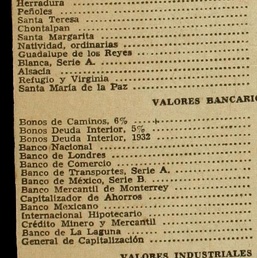 Herradura ........
Peñoles ........
Santa Teresa ........
Chontalpan ........
Santa Margarita ........
Natividad, ordinarias ........
Guadalupe de los Reyes ........
Blanca, Serie A. ........
Alsacia ........
Refugio y Virginia ........
Santa María de la Paz ........
VALORES BANCARIO
Bonos de Caminos, 6% ........
Bonos Deuda Interior, 5% ........
Bonos Deuda Interior, 1932 ........
Banco Nacional ........
Banco de Londres ........
Banco de Comercio ........
Banco de Transportes, Serie A. ........
Banco de México, Serie B. ........
Banco Mercantil de Monterrey ........
Capitalizador de Ahorros ........
Banco Mexicano ........
Internacional Hipotecario ........
Crédito Minero y Mercantil ........
Banco de La Laguna ........
General de Capitalización ........
VALORES INDUSTRIALES